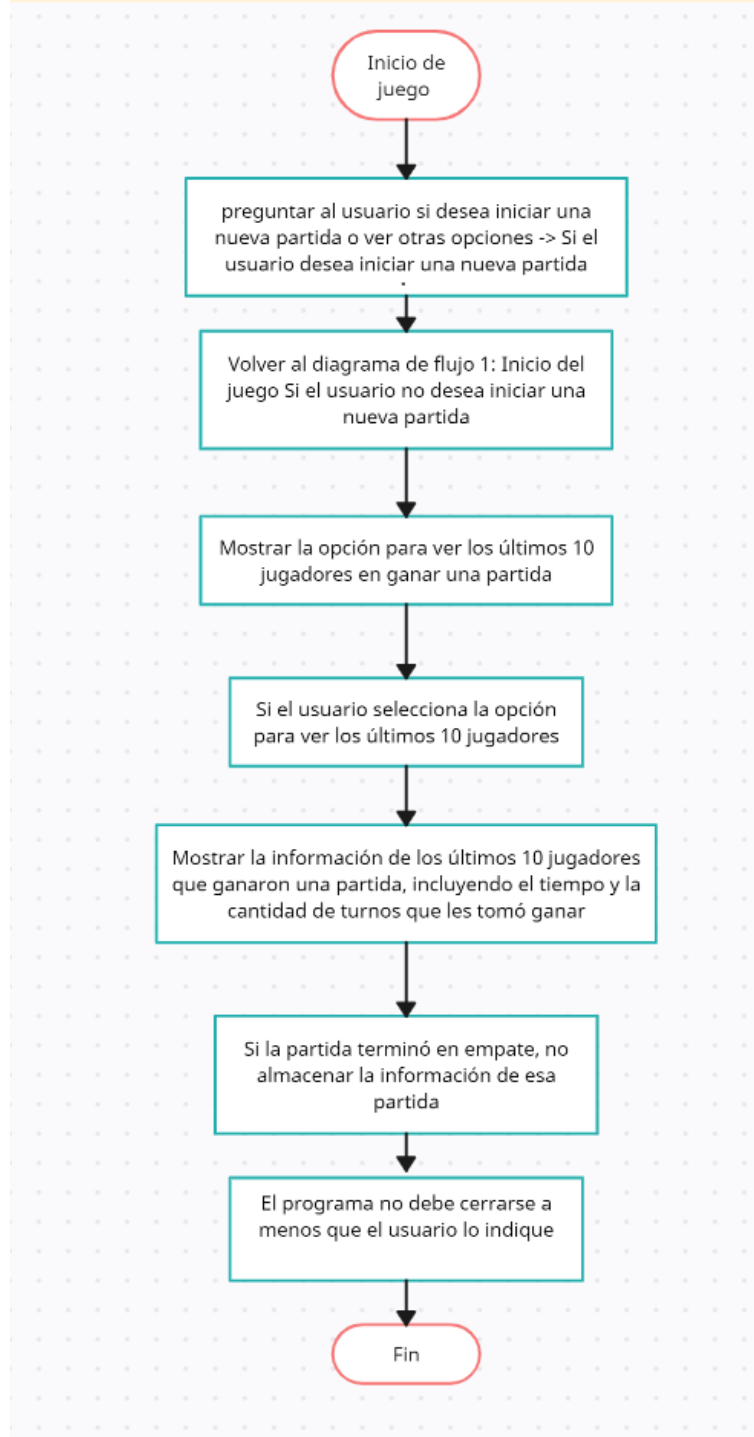 Inicio de
juego
preguntar al usuario si desea iniciar una
nueva partida o ver otras opciones -> Si el
usuario desea iniciar una nueva partida
.
Volver al diagrama de flujo 1: Inicio del
juego Si el usuario no desea iniciar una
nueva partida
Mostrar la opción para ver los últimos 10
jugadores en ganar una partida
Si el usuario selecciona la opción
para ver los últimos 10 jugadores
Mostrar la información de los últimos 10 jugadores
que ganaron una partida, incluyendo el tiempo y la
cantidad de turnos que les tomó ganar
Si la partida terminó en empate, no
almacenar la información de esa
partida
El programa no debe cerrarse a
menos que el usuario lo indique
Fin